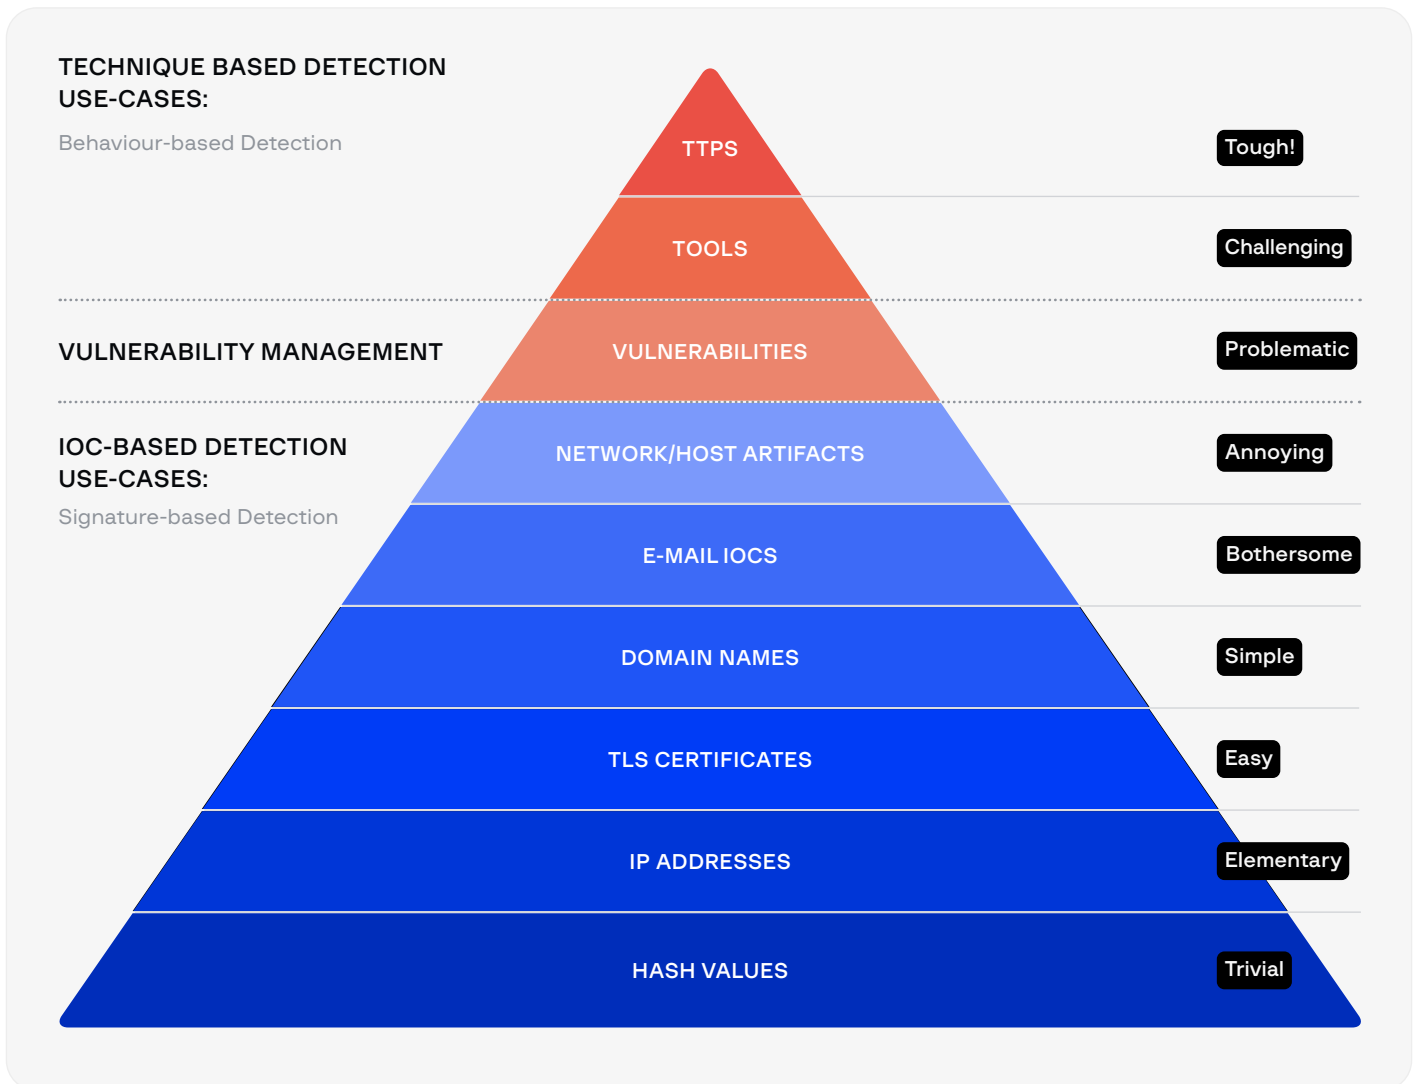 TECHNIQUE BASED DETECTION
USE-CASES:
Behaviour-based Detection
TTPS
Tough!
TOOLS
Challenging
VULNERABILITY MANAGEMENT
VULNERABILITIES
Problematic
IOC-BASED DETECTION
USE-CASES:
Signature-based Detection
NETWORK/HOST ARTIFACTS
Annoying
E-MAIL IOCS
Bothersome
DOMAIN NAMES
Simple
TLS CERTIFICATES
Easy
IP ADDRESSES
Elementary
HASH VALUES
Trivial